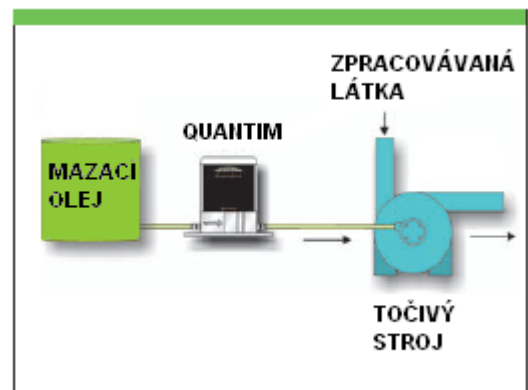 ZPRACOVÁVANÁ
LÁTKA
QUANTIM
MAZACÍ
OLEJ
TOČIVÝ
STROJ